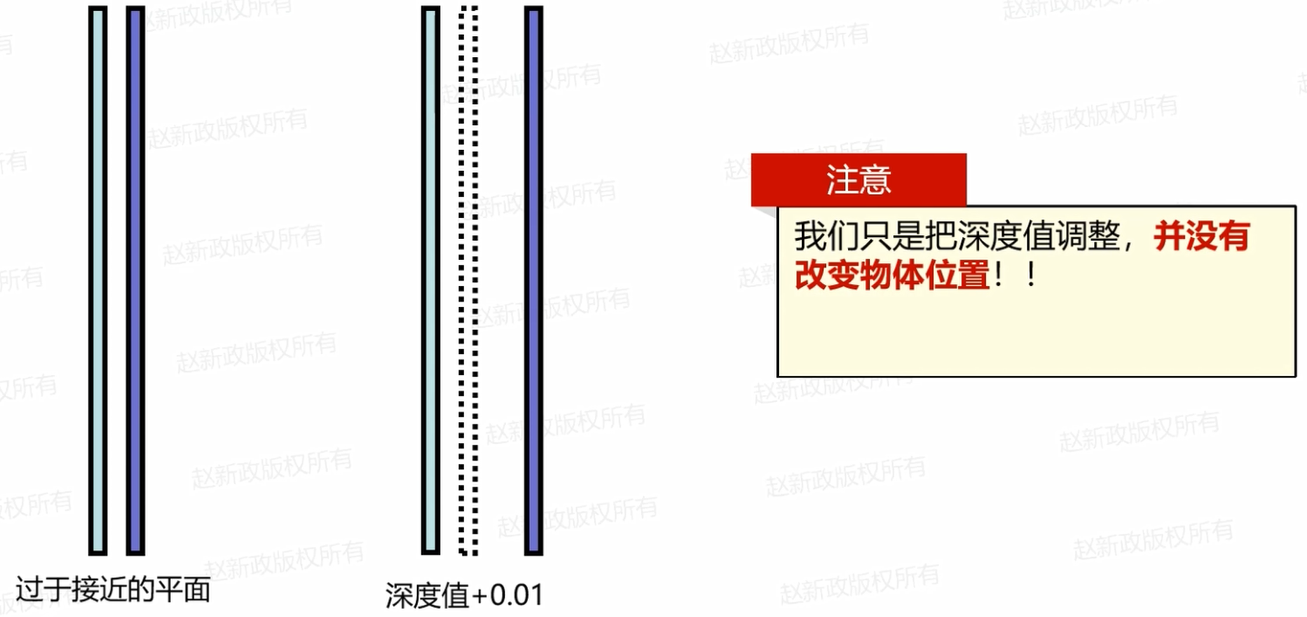 过于接近的平面
深度值+0.01
注意
我们只是把深度值调整，并没有
改变物体位置！！
赵新政版权所有